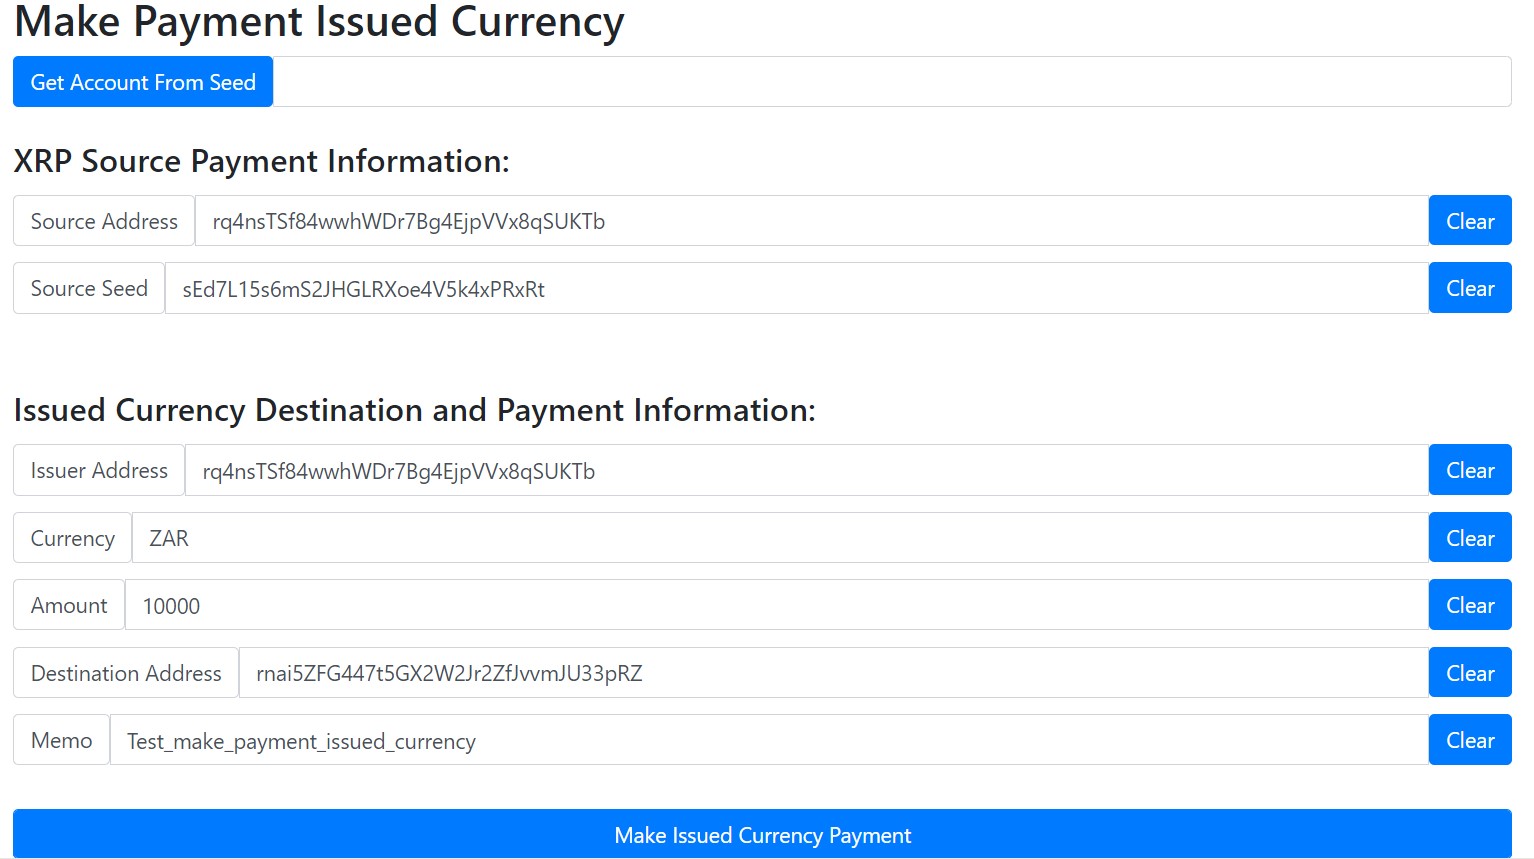 Make Payment Issued Currency
Get Account From Seed
XRP Source Payment Information:
Source Address rq4nsTSf84wwhWDr7Bg4EjpVVx8qSUKTb Clear
Source Seed sEd7L15s6mS2JHGLRXoe4V5k4xPRxRt Clear
Issued Currency Destination and Payment Information:
Issuer Address rq4nsTSf84wwhWDr7Bg4EjpVVx8qSUKTb Clear
Currency ZAR Clear
Amount 10000 Clear
Destination Address rnai5ZFG447t5GX2W2Jr2ZfJvvmJU33pRZ Clear
Memo Test_make_payment_issued_currency Clear
Make Issued Currency Payment